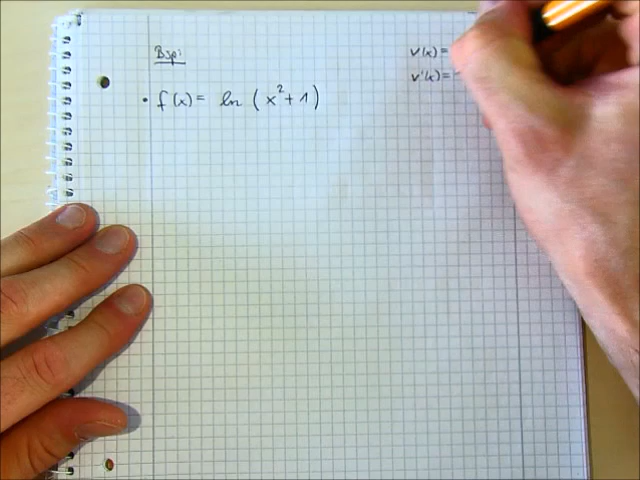 Bsp:
v(x) =
v'(x) =
• f(x) = ln (x² + 1)